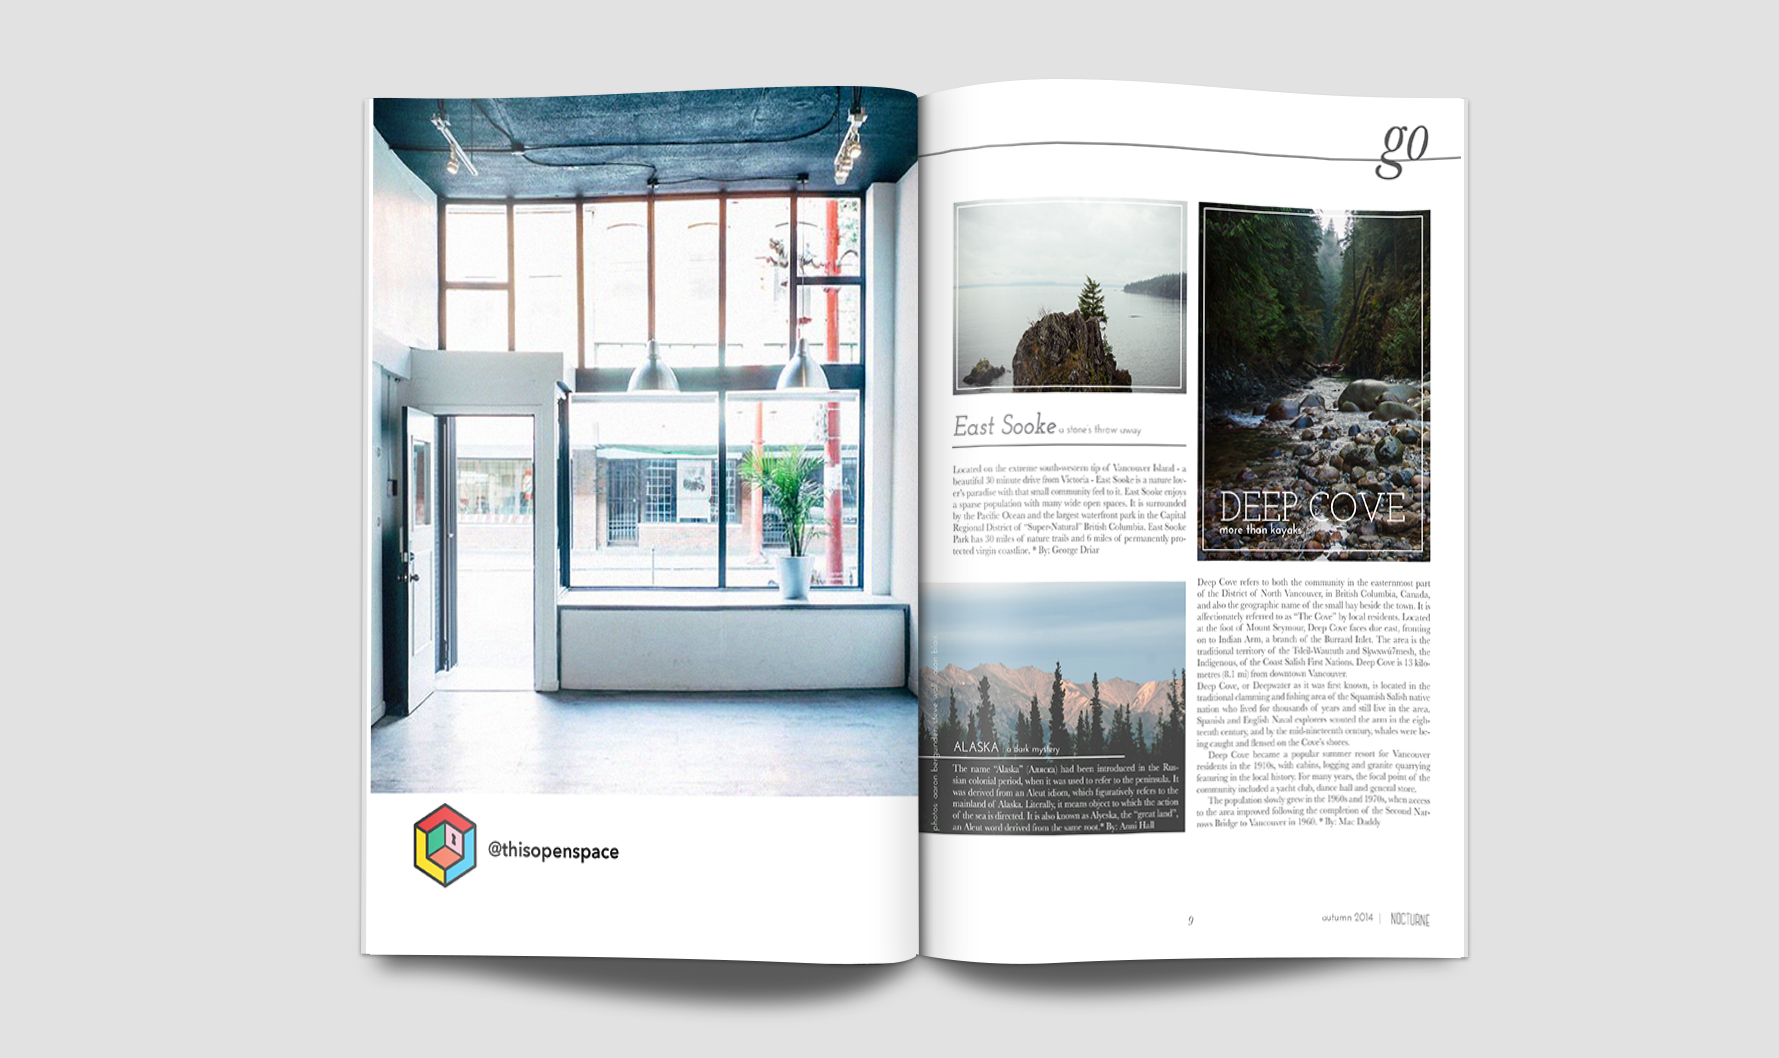 @thisopenspace
go
East Sooke a stone's throw away
Located on the extreme south-western tip of Vancouver Island - a
beautiful 30 minute drive from Victoria - East Sooke is a nature lov-
er's paradise with that small community feel to it. East Sooke enjoys
a sparse population with many wide open spaces. It is surrounded
by the Pacific Ocean and the largest waterfront park in the Capital
Regional District of "Super-Natural" British Columbia. East Sooke
Park has 30 miles of nature trails and 6 miles of permanently pro-
tected virgin coastline. * By: George Driar
ALASKA a dark mystery
The name "Alaska" (Аляска) had been introduced in the Rus-
sian colonial period, when it was used to refer to the peninsula. It
was derived from an Aleut idiom, which figuratively refers to the
mainland of Alaska. Literally, it means object to which the action
of the sea is directed. It is also known as Alyeska, the "great land",
an Aleut word derived from the same root.* By: Anni Hall
photos: aaron
DEEP COVE
more than kayaks
Deep Cove refers to both the community in the easternmost part
of the District of North Vancouver, in British Columbia, Canada,
and also the geographic name of the small bay beside the town. It is
affectionately referred to as "The Cove" by local residents. Located
at the foot of Mount Seymour, Deep Cove faces due east, fronting
on to Indian Arm, a branch of the Burrard Inlet. The area is the
traditional territory of the Tsleil-Waututh and Skwxwú7mesh, the
Indigenous, of the Coast Salish First Nations. Deep Cove is 13 kilo-
metres (8.1 mi) from downtown Vancouver.
Deep Cove, or Deepwater as it was first known, is located in the
traditional clamming and fishing area of the Squamish Salish native
nation who lived for thousands of years and still live in the area,
Spanish and English Naval explorers scouted the arm in the eigh-
teenth century, and by the mid-nineteenth century, whales were be-
ing caught and flensed on the Cove's shores.
Deep Cove became a popular summer resort for Vancouver
residents in the 1910s, with cabins, logging and granite quarrying
featuring in the local history. For many years, the focal point of the
community included a yacht club, dance hall and general store.
The population slowly grew in the 1960s and 1970s, when access
to the area improved following the completion of the Second Nar-
rows Bridge to Vancouver in 1960. * By: Mac Daddy
9
autumn 2014 | NOCTURNE